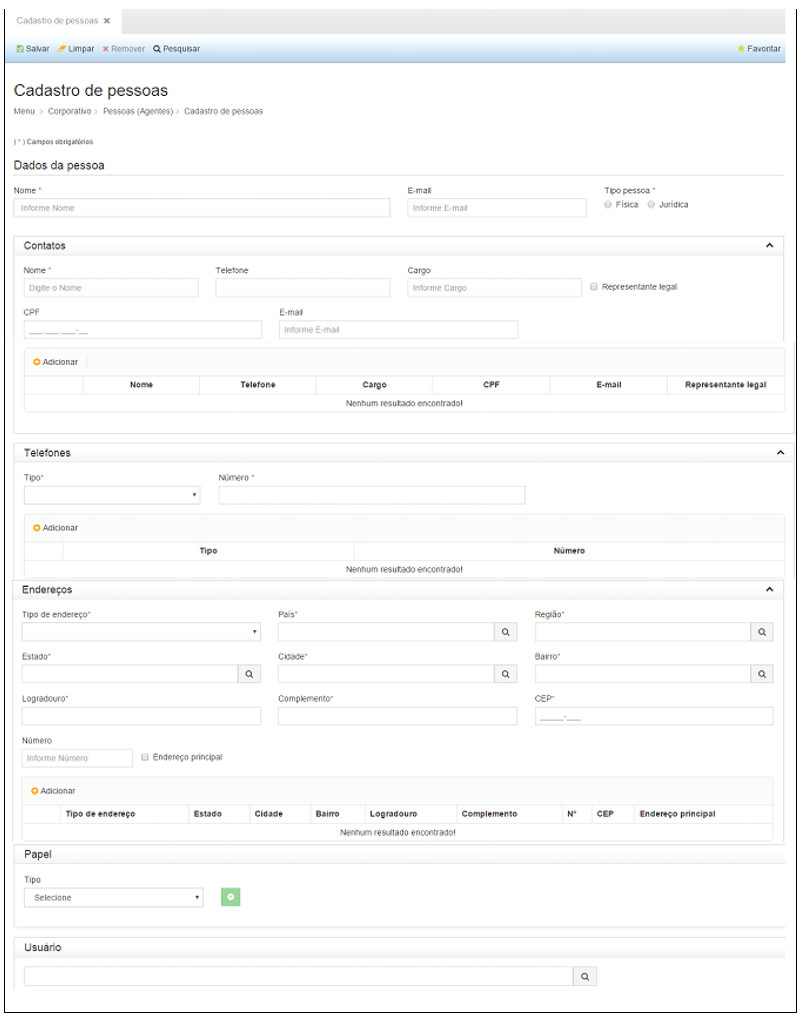 Cadastro de pessoas ×
Salvar Limpar × Remover Pesquisar Favoritar
Cadastro de pessoas
Menu > Corporativo > Pessoas (Agentes) > Cadastro de pessoas
( * ) Campos obrigatórios
Dados da pessoa
Nome * E-mail Tipo pessoa *
Informe Nome Informe E-mail Física Jurídica
Contatos
Nome * Telefone Cargo
Digite o Nome Informe Cargo Representante legal
CPF E-mail
___.___.___-__ Informe E-mail
Adicionar
Nome Telefone Cargo CPF E-mail Representante legal
Nenhum resultado encontrado!
Telefones
Tipo* Número *
Adicionar
Tipo Número
Nenhum resultado encontrado!
Endereços
Tipo de endereço* País* Região*
Estado* Cidade* Bairro*
Logradouro* Complemento* CEP*
_____-___
Número
Informe Número Endereço principal
Adicionar
Tipo de endereço Estado Cidade Bairro Logradouro Complemento N° CEP Endereço principal
Nenhum resultado encontrado!
Papel
Tipo
Selecione
Usuário